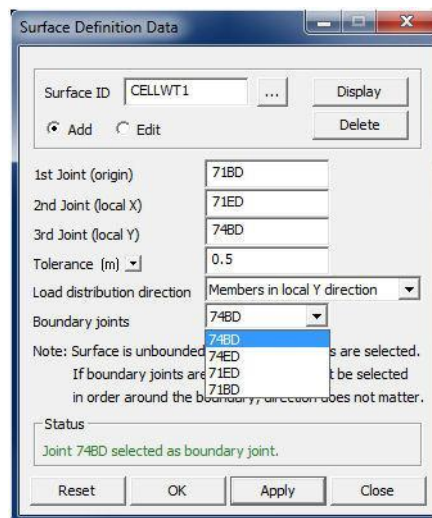 Surface Definition Data
Surface ID CELLWT1 ... Display
Add Edit Delete
1st Joint (origin) 71BD
2nd Joint (local X) 71ED
3rd Joint (local Y) 74BD
Tolerance (m) 0.5
Load distribution direction Members in local Y direction
Boundary joints 74BD
74BD
Note: Surface is unbounded s are selected.
74ED
71ED
If boundary joints are t be selected
71BD
in order around the boundary, direction does not matter.
Status
Joint 74BD selected as boundary joint.
Reset OK Apply Close